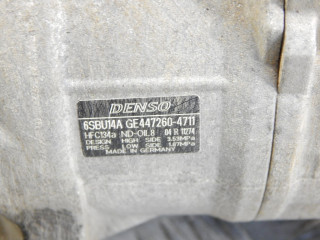 DENSO
6SBU14A GE447260-4711
HFC134a ND-OIL8 04 R 11274
DESIGN HIGH SIDE 3.53MPa
PRESS LOW SIDE 1.67MPa
MADE IN GERMANY